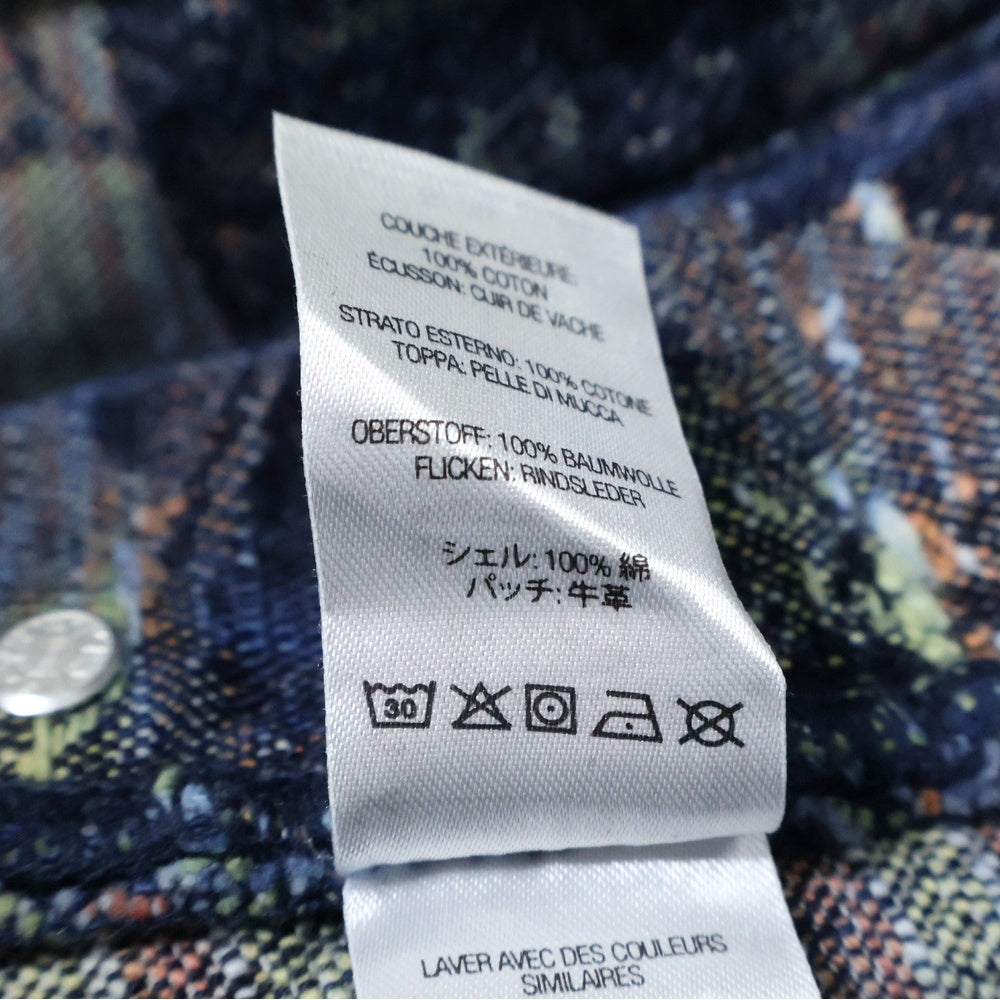 COUCHE EXTÉRIEURE:
100% COTON
ÉCUSSON: CUIR DE VACHE
STRATO ESTERNO: 100% COTONE
TOPPA: PELLE DI MUCCA
OBERSTOFF: 100% BAUMWOLLE
FLICKEN: RINDSLEDER
シェル: 100% 綿
パッチ: 牛革
30
LAVER AVEC DES COULEURS
SIMILAIRES